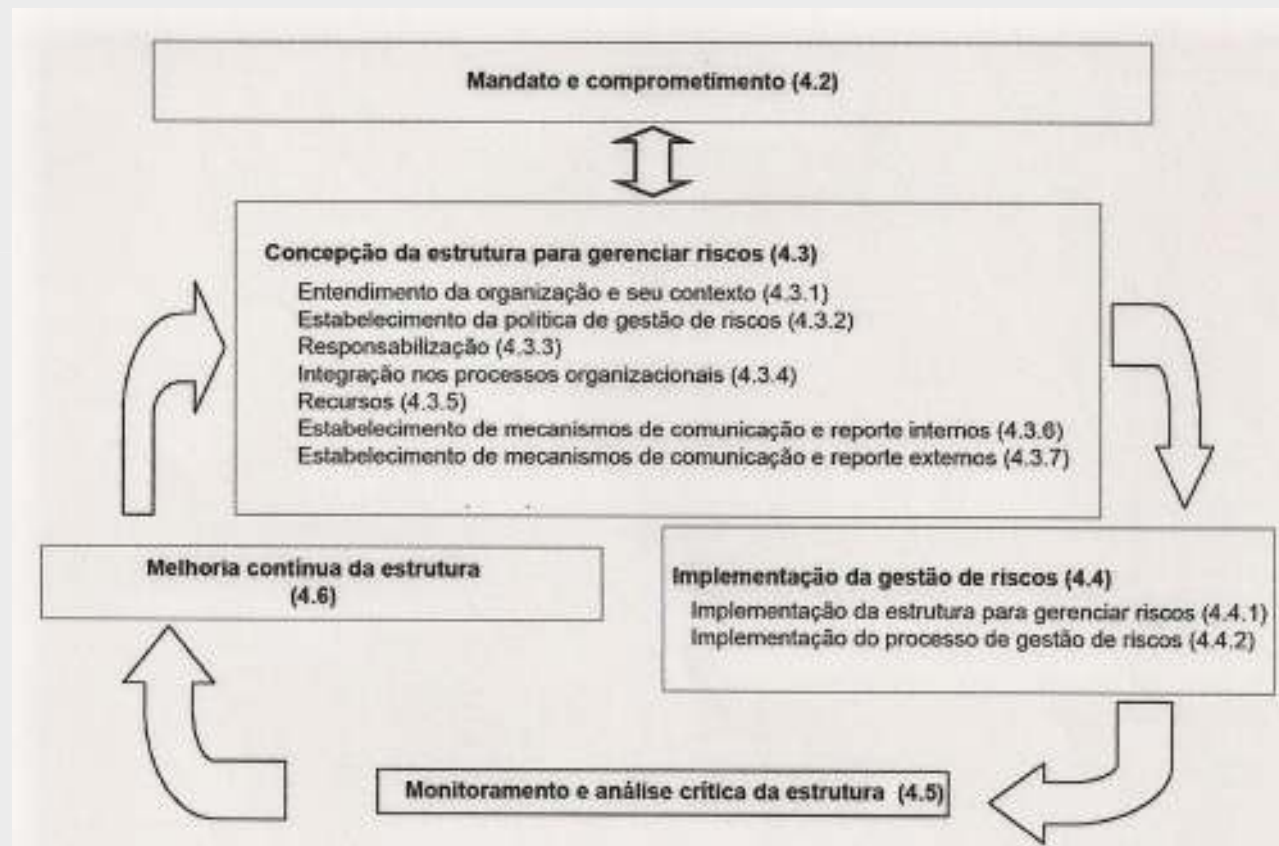 Mandato e comprometimento (4.2)
Concepção da estrutura para gerenciar riscos (4.3)
Entendimento da organização e seu contexto (4.3.1)
Estabelecimento da política de gestão de riscos (4.3.2)
Responsabilização (4.3.3)
Integração nos processos organizacionais (4.3.4)
Recursos (4.3.5)
Estabelecimento de mecanismos de comunicação e reporte internos (4.3.6)
Estabelecimento de mecanismos de comunicação e reporte externos (4.3.7)
Melhoria contínua da estrutura
(4.6)
Implementação da gestão de riscos (4.4)
Implementação da estrutura para gerenciar riscos (4.4.1)
Implementação do processo de gestão de riscos (4.4.2)
Monitoramento e análise crítica da estrutura (4.5)